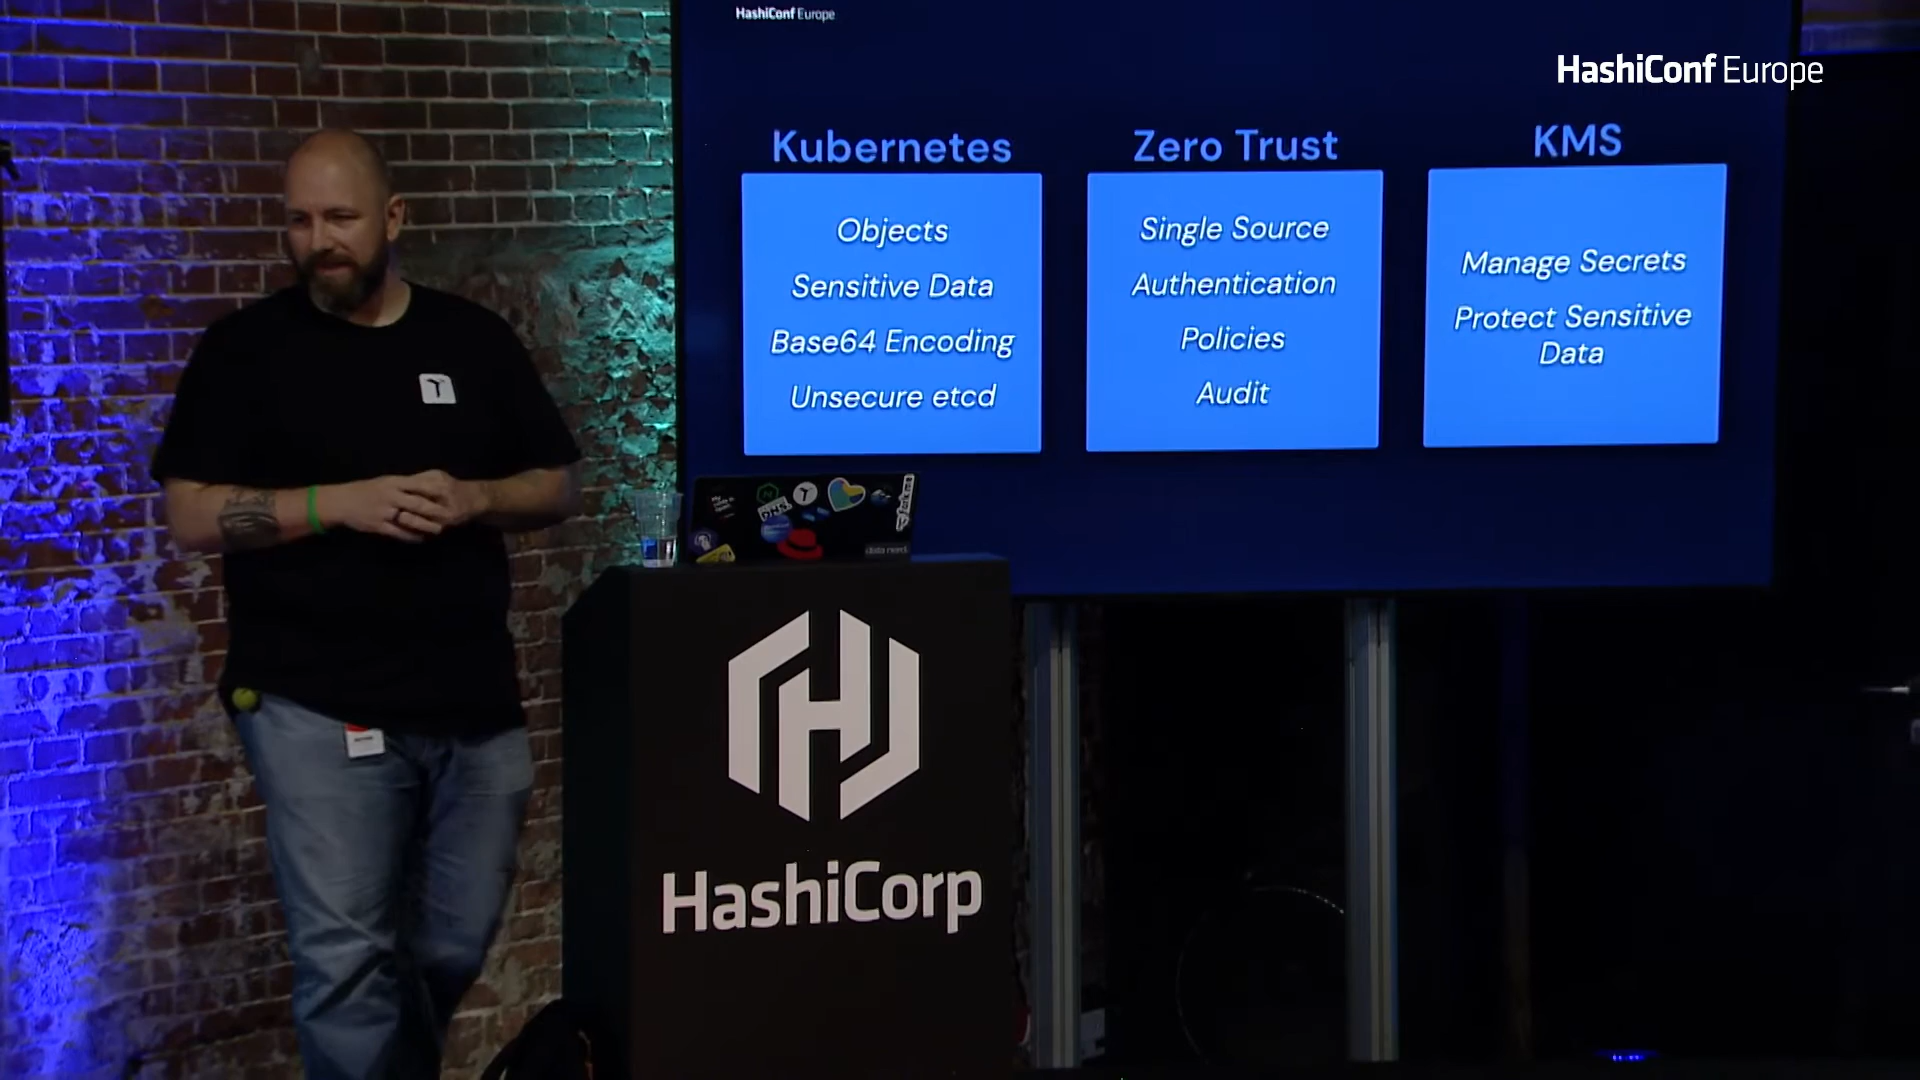 HashiConf Europe
HashiConf Europe
Kubernetes
Objects
Sensitive Data
Base64 Encoding
Unsecure etcd
Zero Trust
Single Source
Authentication
Policies
Audit
KMS
Manage Secrets
Protect Sensitive
Data
DNS
HashiCorp